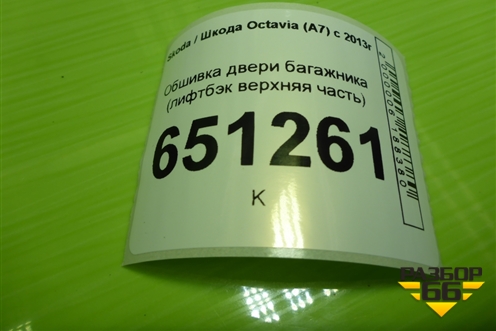 Skoda / Шкода Octavia (A7) с 2013г
Обшивка двери багажника
(лифтбэк верхняя часть)
651261
К
РАЗБОР
66